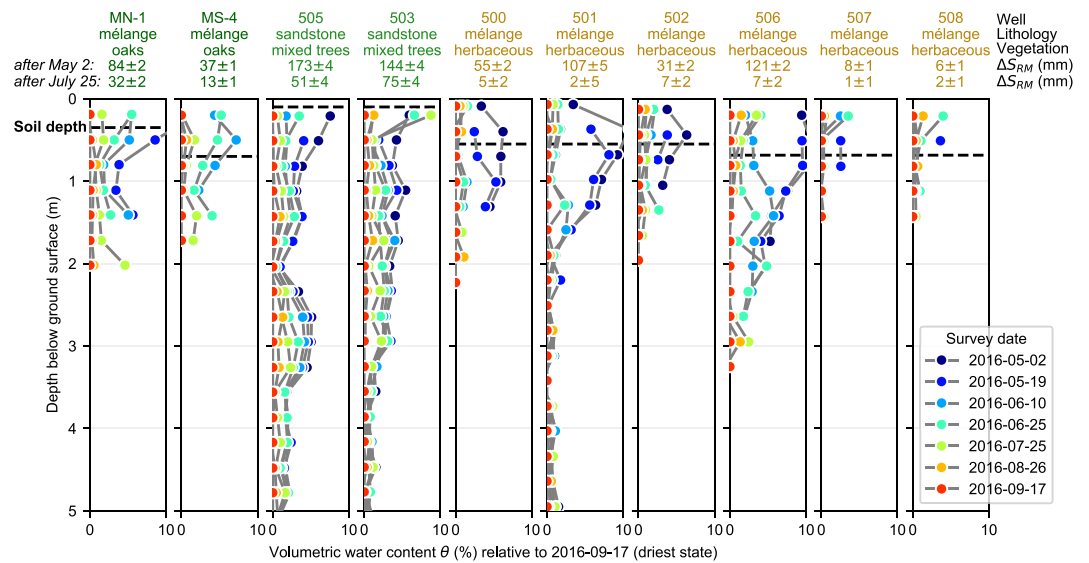 MN-1 MS-4 505 503 500 501 502 506 507 508 Well
mélange mélange sandstone sandstone mélange mélange mélange mélange mélange mélange Lithology
oaks oaks mixed trees mixed trees herbaceous herbaceous herbaceous herbaceous herbaceous herbaceous Vegetation
after May 2: 84±2 37±1 173±4 144±4 55±2 107±5 31±2 121±2 8±1 6±1 ΔS_RM (mm)
after July 25: 32±2 13±1 51±4 75±4 5±2 2±5 7±2 7±2 1±1 2±1 ΔS_RM (mm)
0
Soil depth
1
2
3
4
5
Depth below ground surface (m)
Survey date
2016-05-02
2016-05-19
2016-06-10
2016-06-25
2016-07-25
2016-08-26
2016-09-17
0 10 0 10 0 10 0 10 0 10 0 10 0 10 0 10 0 10 0 10
Volumetric water content θ (%) relative to 2016-09-17 (driest state)